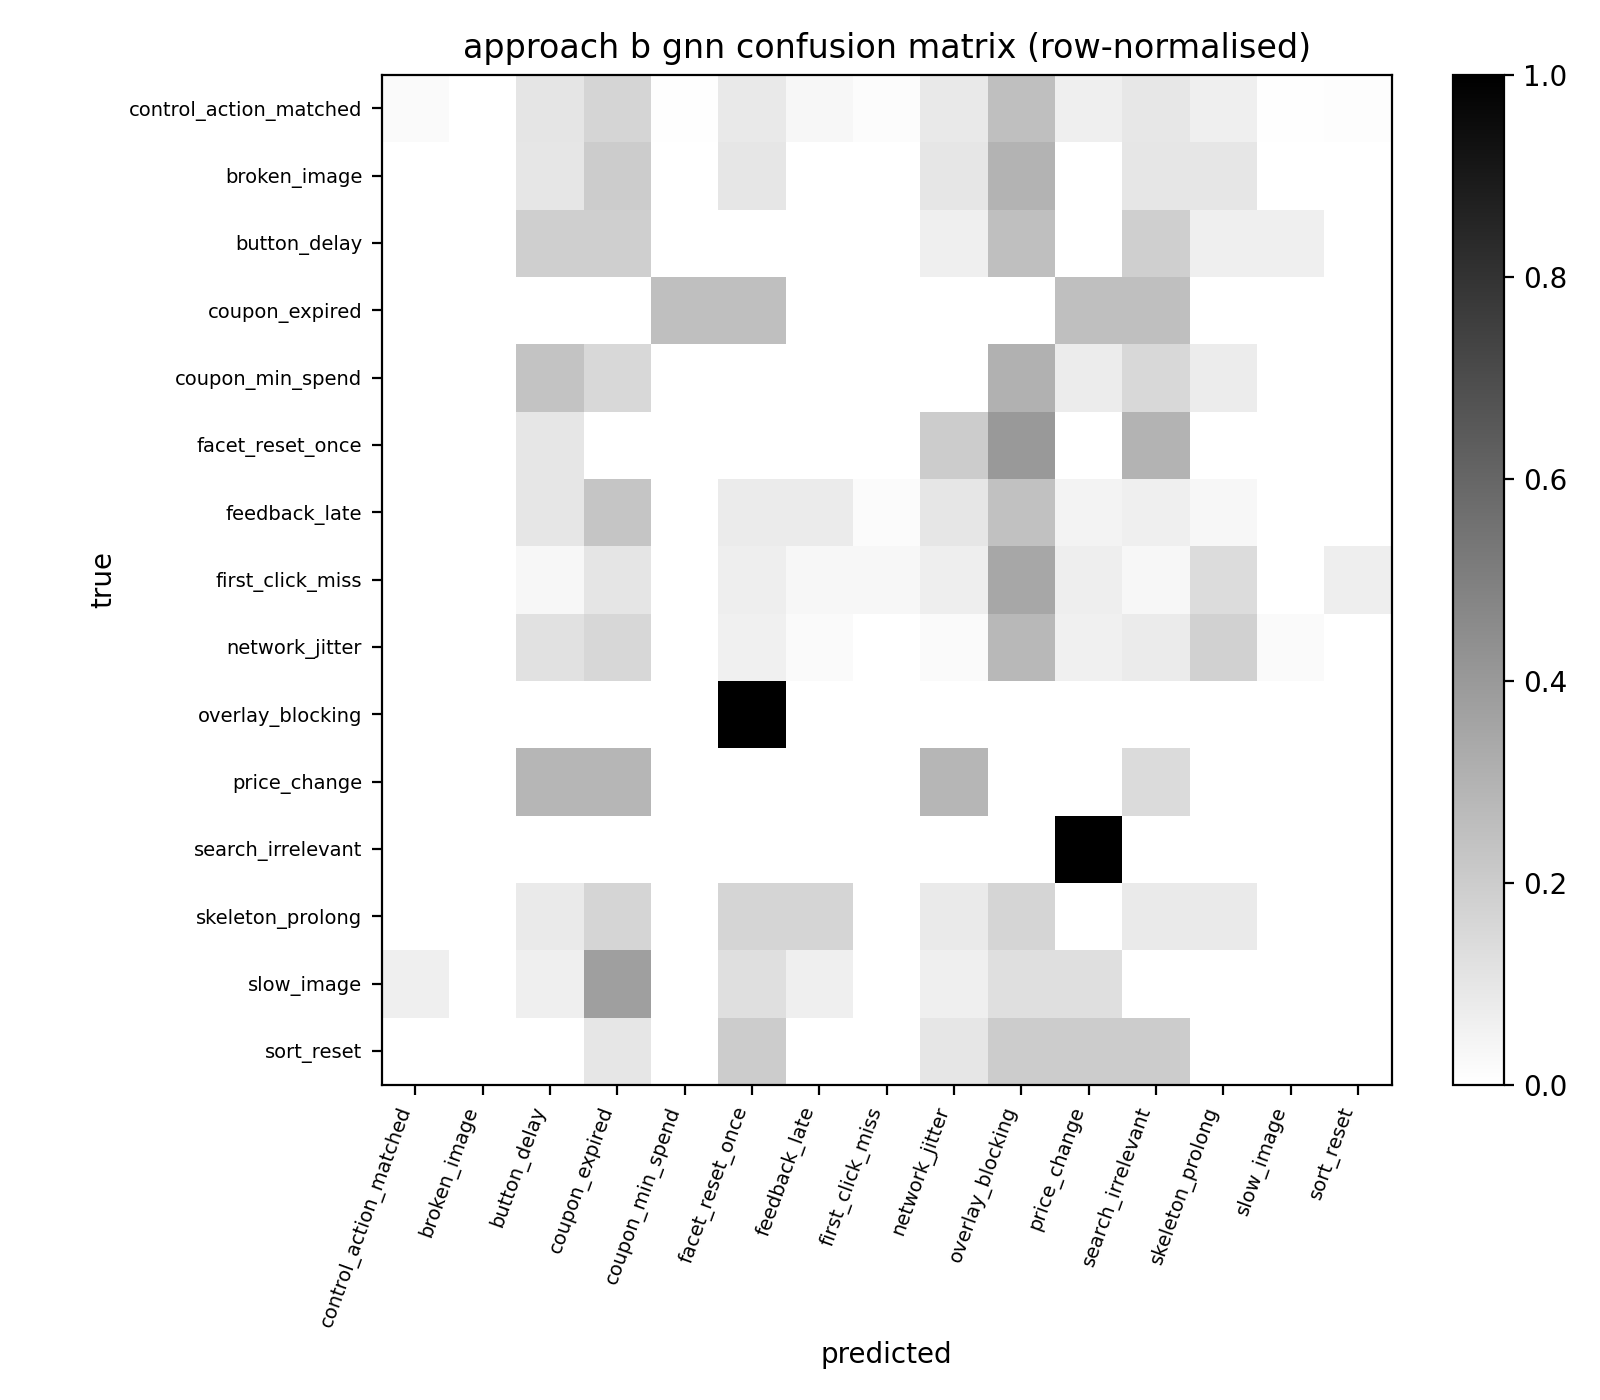 approach b gnn confusion matrix (row-normalised)
control_action_matched
broken_image
button_delay
coupon_expired
coupon_min_spend
facet_reset_once
feedback_late
first_click_miss
network_jitter
overlay_blocking
price_change
search_irrelevant
skeleton_prolong
slow_image
sort_reset
true
control_action_matched
broken_image
button_delay
coupon_expired
coupon_min_spend
facet_reset_once
feedback_late
first_click_miss
network_jitter
overlay_blocking
price_change
search_irrelevant
skeleton_prolong
slow_image
sort_reset
predicted
1.0
0.8
0.6
0.4
0.2
0.0